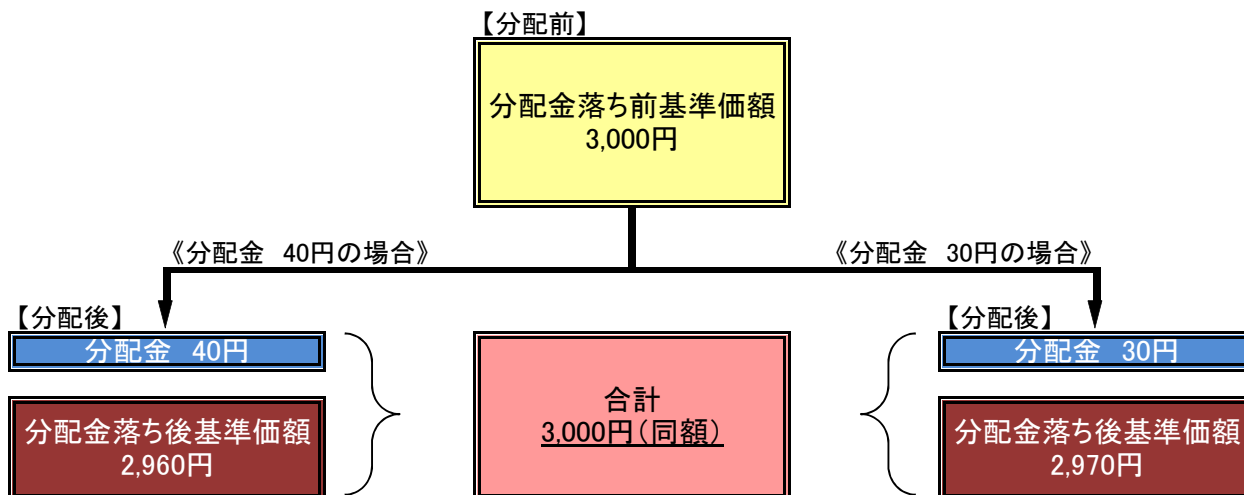 【分配前】
分配金落ち前基準価額
3,000円
《分配金　40円の場合》
《分配金　30円の場合》
【分配後】
分配金　40円
分配金落ち後基準価額
2,960円
合計
3,000円（同額）
【分配後】
分配金　30円
分配金落ち後基準価額
2,970円